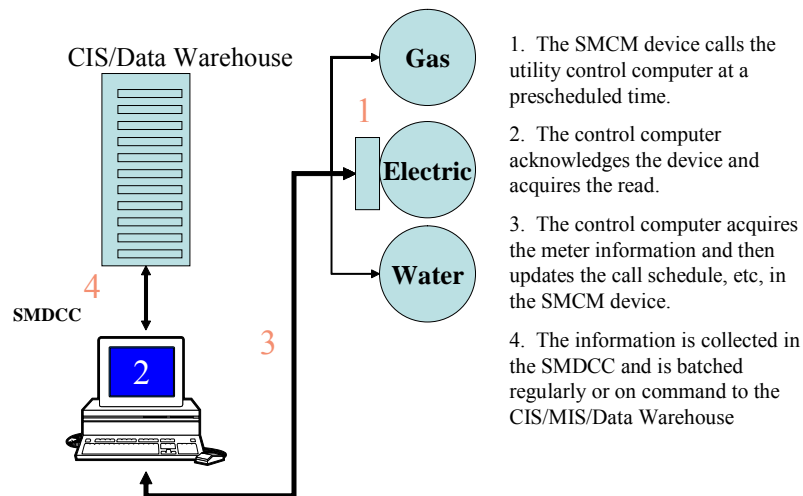 CIS/Data Warehouse
Gas
1
Electric
Water
4
SMDCC
2
3
1. The SMCM device calls the
utility control computer at a
prescheduled time.
2. The control computer
acknowledges the device and
acquires the read.
3. The control computer acquires
the meter information and then
updates the call schedule, etc, in
the SMCM device.
4. The information is collected in
the SMDCC and is batched
regularly or on command to the
CIS/MIS/Data Warehouse